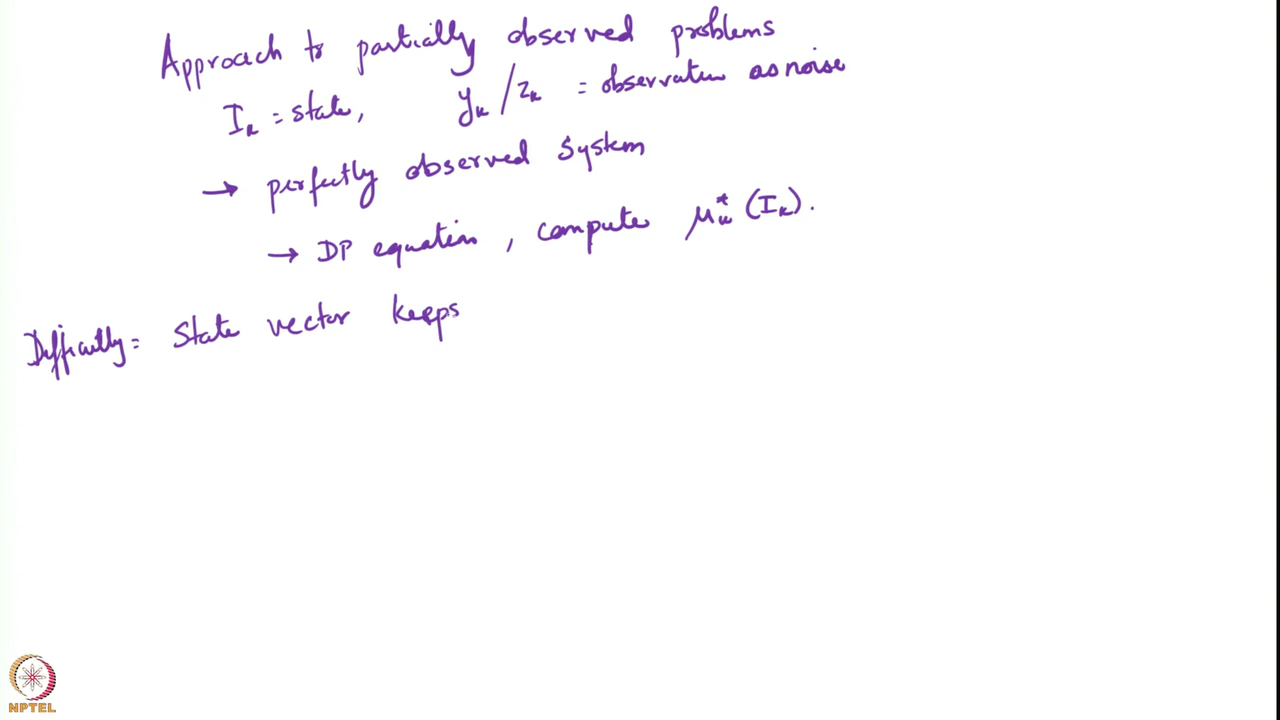 Approach to partially observed problems
I_k = state, y_k / z_k = observation as noise
→ perfectly observed system
→ DP equation, compute μ_k^* (I_k).
Difficulty = State vector keeps
NPTEL